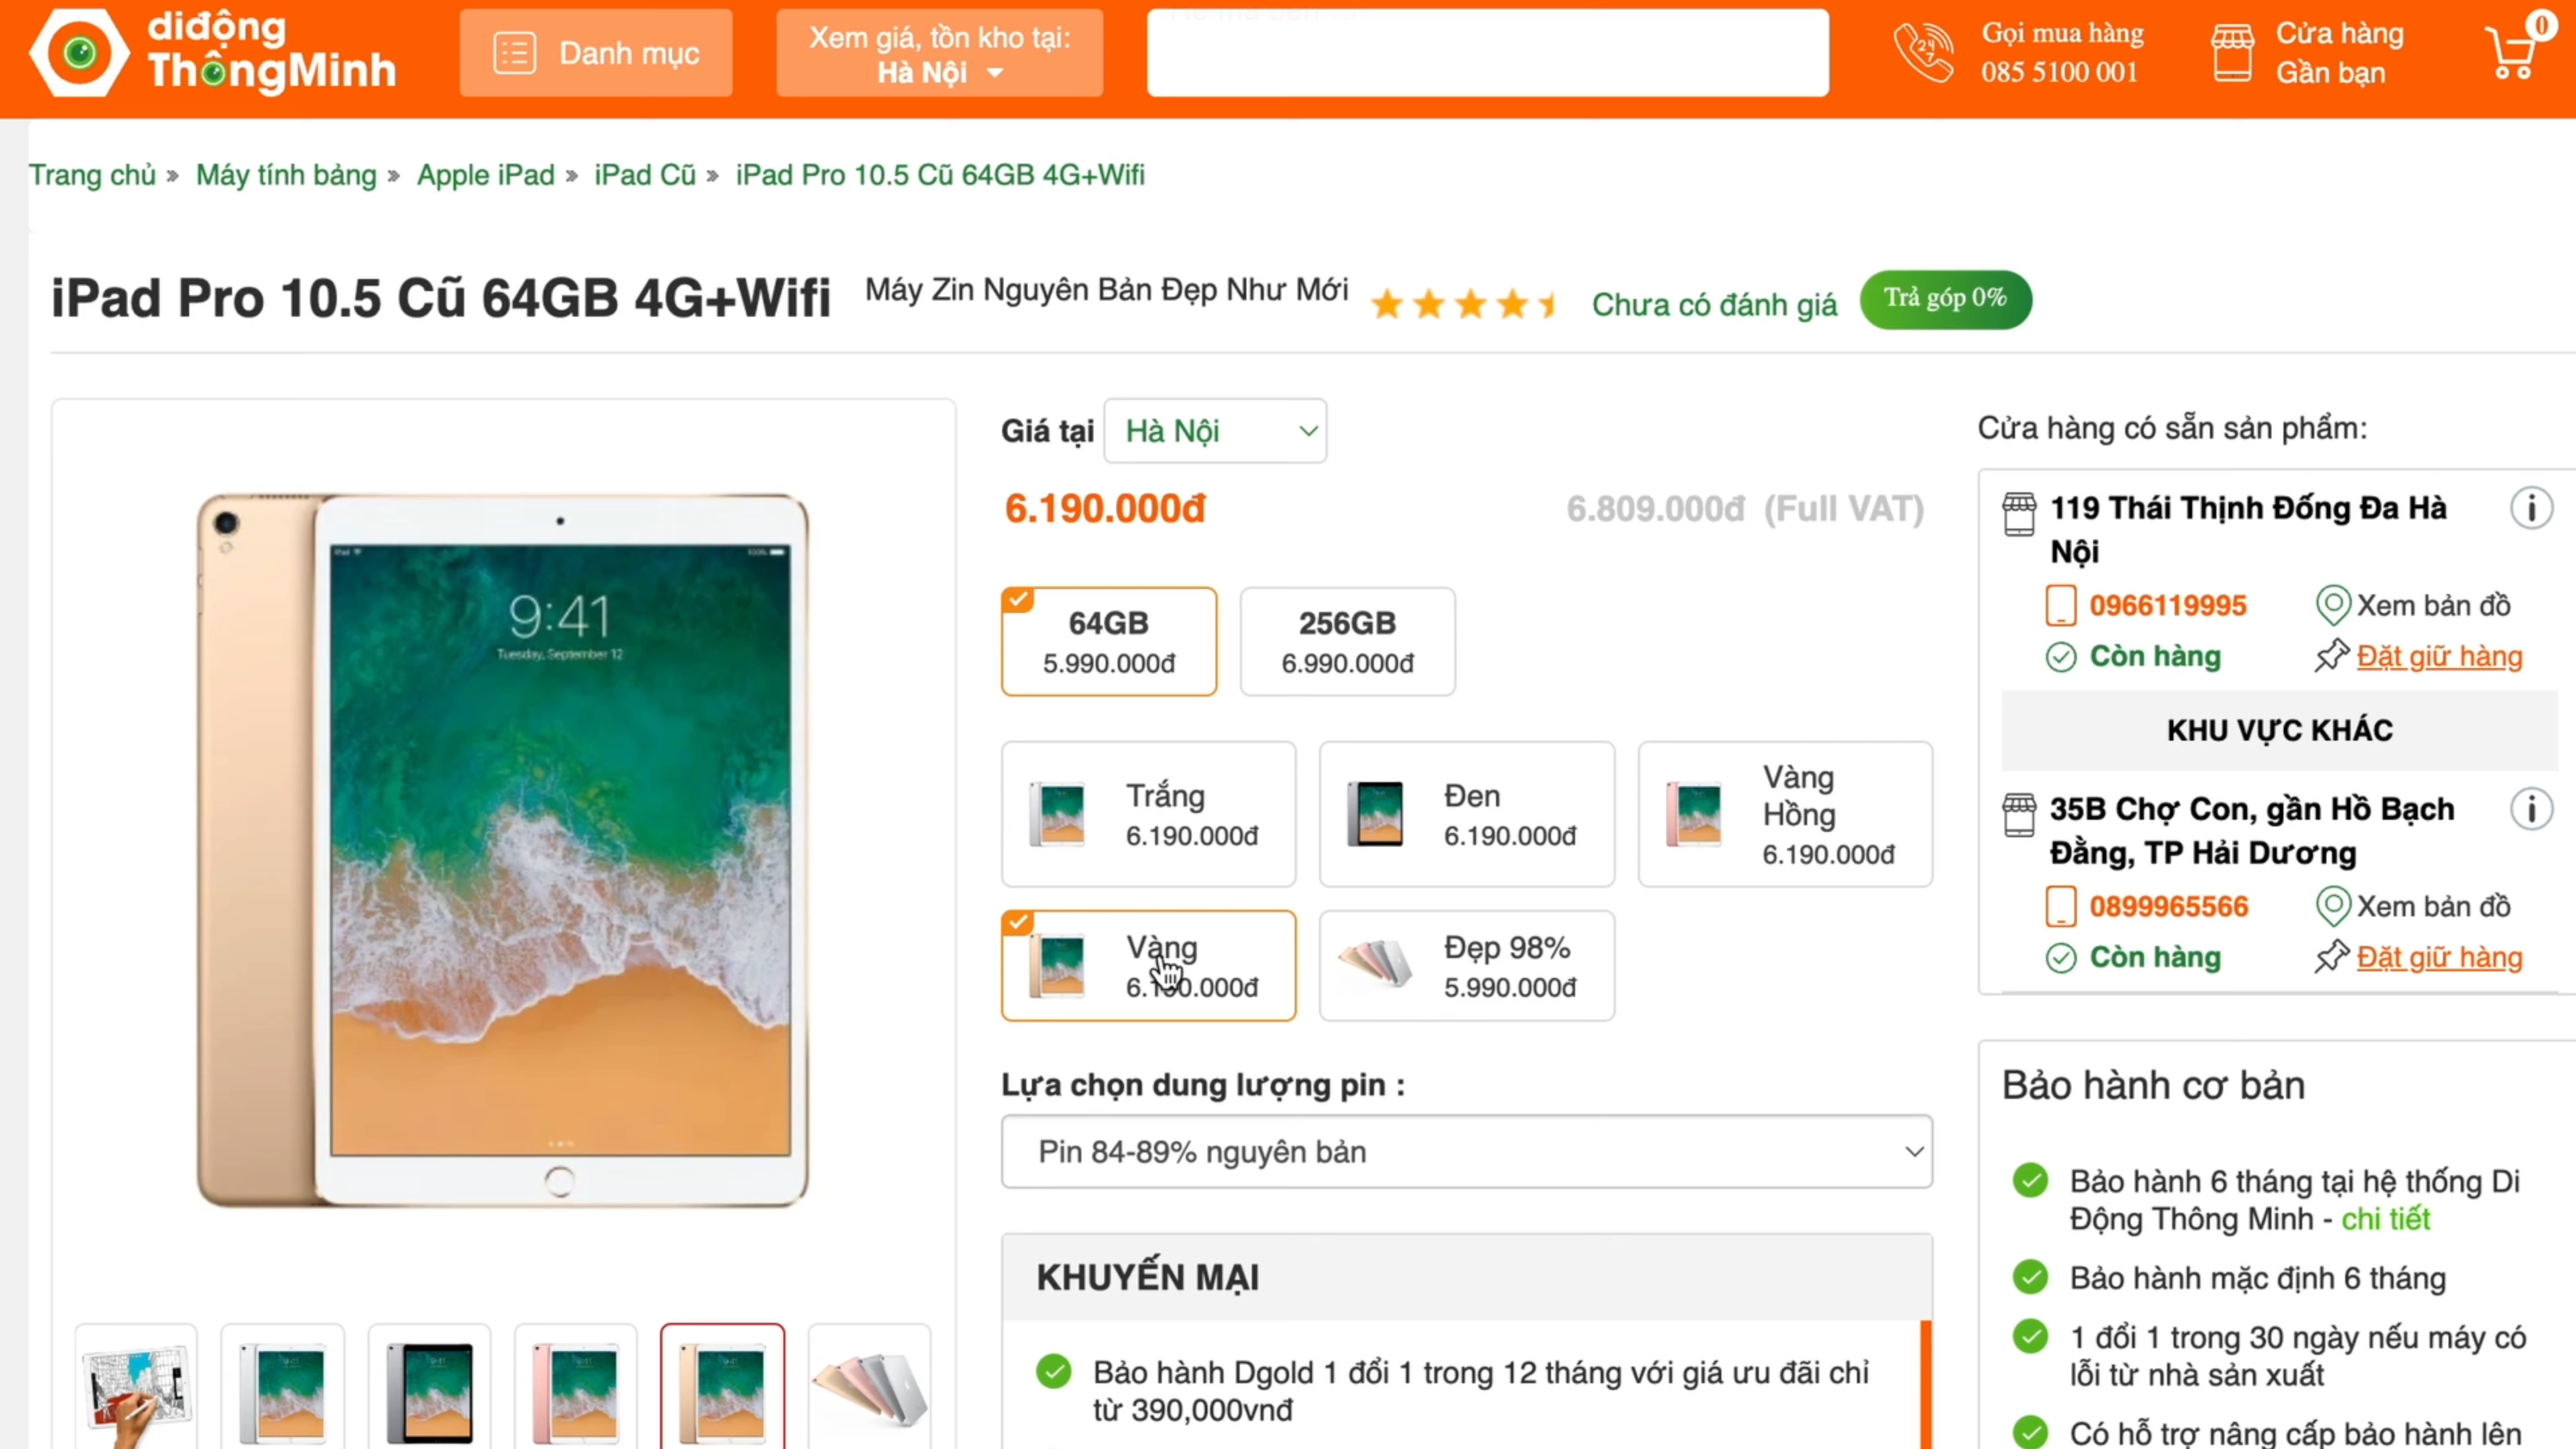 diđộng
ThôngMinh
Danh mục
Xem giá, tồn kho tại:
Hà Nội
Gọi mua hàng
085 5100 001
Cửa hàng
Gần bạn
0
Trang chủ » Máy tính bảng » Apple iPad » iPad Cũ » iPad Pro 10.5 Cũ 64GB 4G+Wifi
iPad Pro 10.5 Cũ 64GB 4G+Wifi
Máy Zin Nguyên Bản Đẹp Như Mới
Chưa có đánh giá
Trả góp 0%
9:41
Tuesday, September 12
Giá tại
Hà Nội
6.190.000đ
6.809.000đ (Full VAT)
64GB
5.990.000đ
256GB
6.990.000đ
Trắng
6.190.000đ
Đen
6.190.000đ
Vàng
Hồng
6.190.000đ
Vàng
Đẹp 98%
5.990.000đ
Lựa chọn dung lượng pin :
Pin 84-89% nguyên bản
KHUYẾN MẠI
Bảo hành Dgold 1 đổi 1 trong 12 tháng với giá ưu đãi chỉ
từ 390,000vnđ
Cửa hàng có sẵn sản phẩm:
119 Thái Thịnh Đống Đa Hà
Nội
0966119995
Xem bản đồ
Còn hàng
Đặt giữ hàng
KHU VỰC KHÁC
35B Chợ Con, gần Hồ Bạch
Đằng, TP Hải Dương
0899965566
Xem bản đồ
Còn hàng
Đặt giữ hàng
Bảo hành cơ bản
Bảo hành 6 tháng tại hệ thống Di
Động Thông Minh - chi tiết
Bảo hành mặc định 6 tháng
1 đổi 1 trong 30 ngày nếu máy có
lỗi từ nhà sản xuất
Có hỗ trợ nâng cấp bảo hành lên